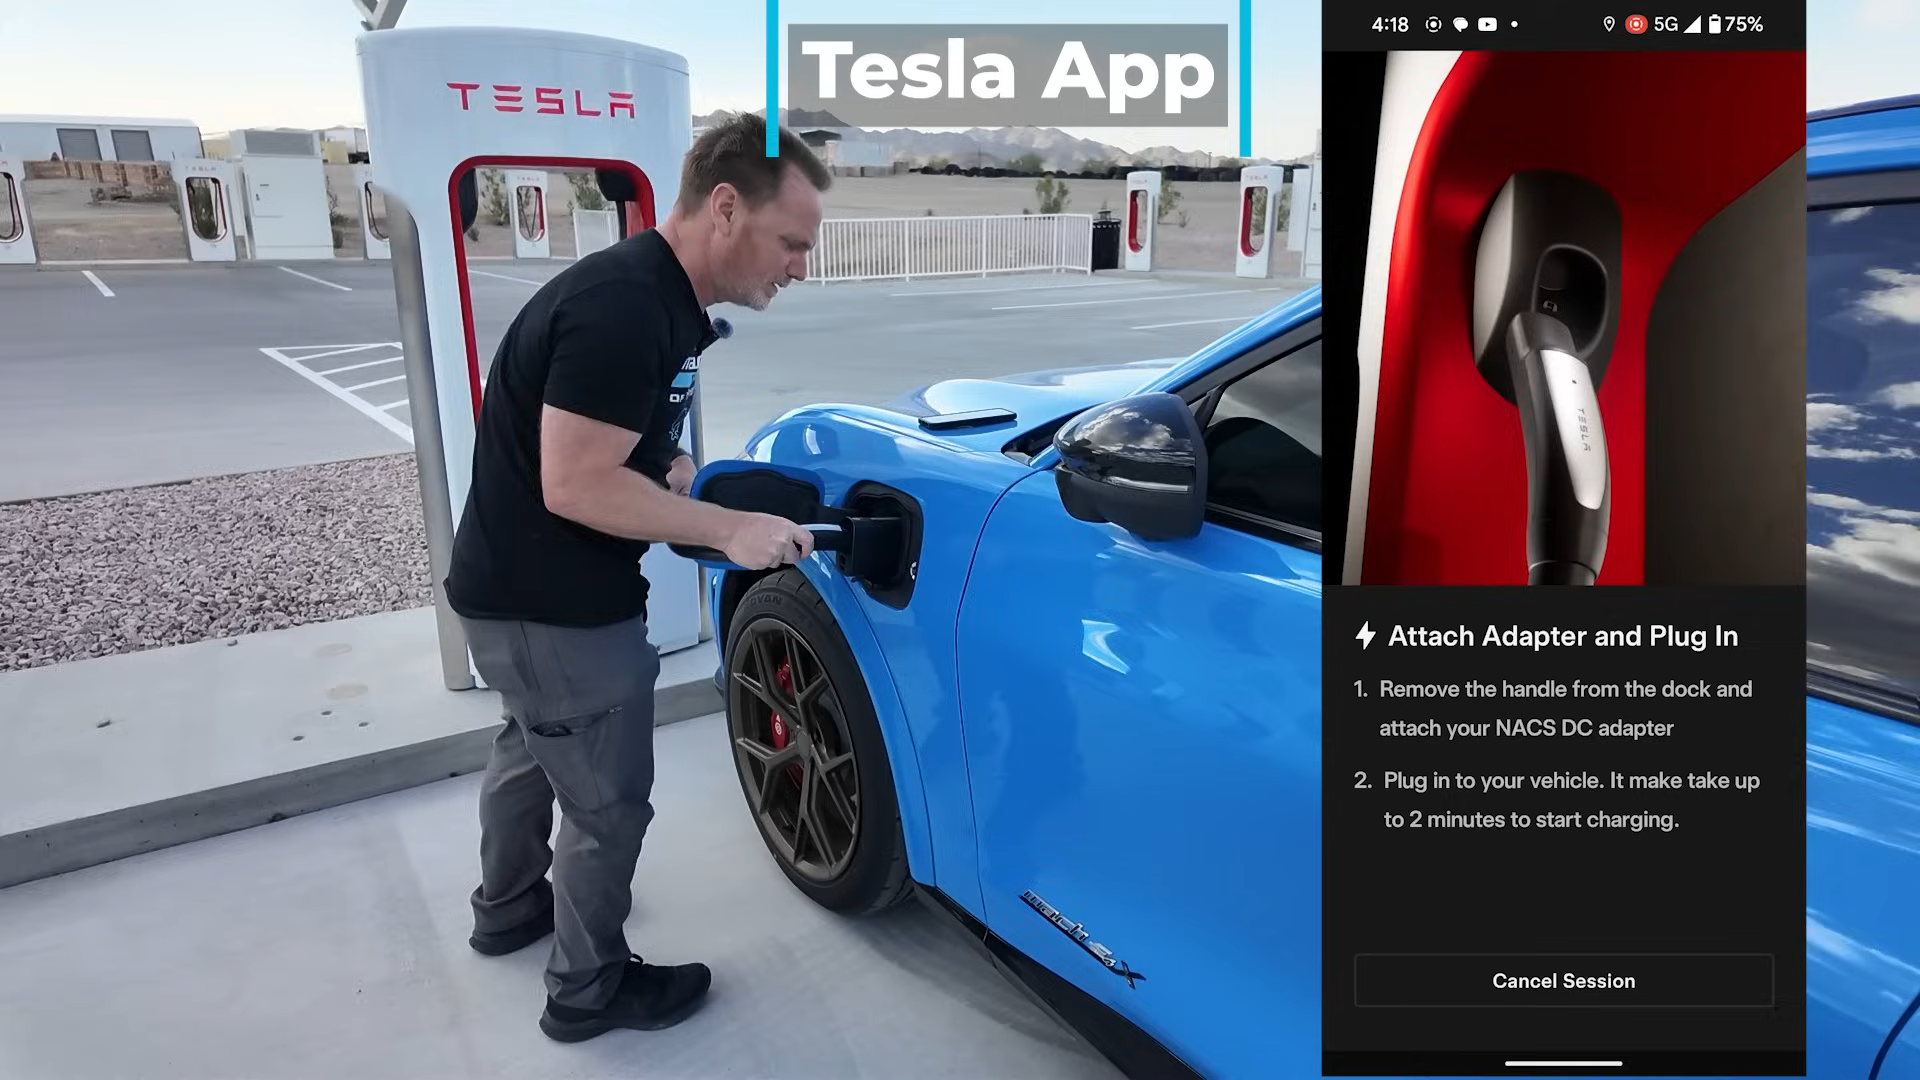 Tesla App
TESLA
4:18
5G
75%
TESLA
Attach Adapter and Plug In
1. Remove the handle from the dock and
attach your NACS DC adapter
2. Plug in to your vehicle. It make take up
to 2 minutes to start charging.
Cancel Session
mach e4x